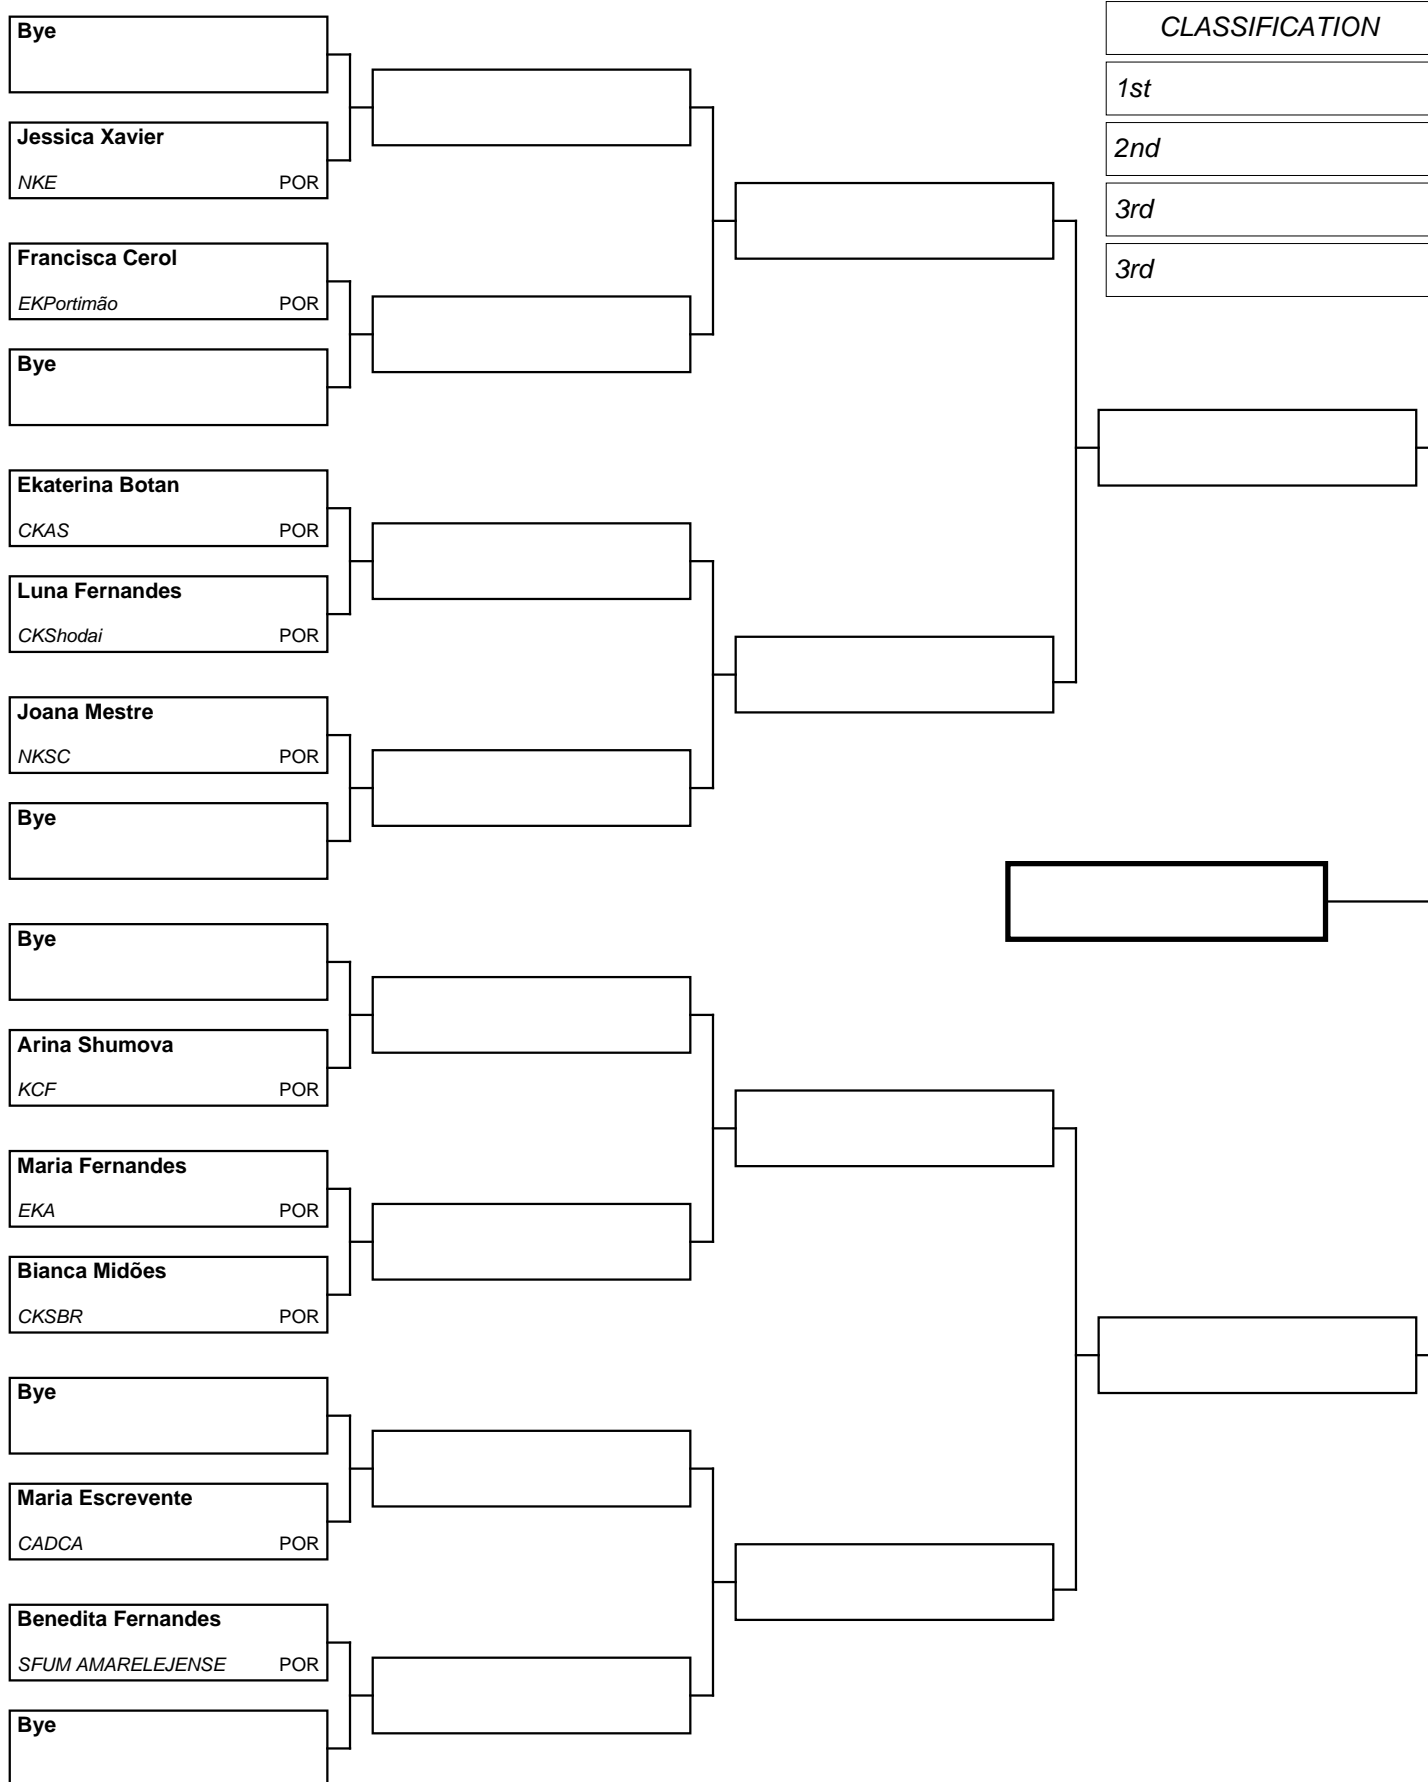 Bye
Jessica Xavier
NKE POR
Francisca Cerol
EKPortimão POR
Bye
Ekaterina Botan
CKAS POR
Luna Fernandes
CKShodai POR
Joana Mestre
NKSC POR
Bye
Bye
Arina Shumova
KCF POR
Maria Fernandes
EKA POR
Bianca Midões
CKSBR POR
Bye
Maria Escrevente
CADCA POR
Benedita Fernandes
SFUM AMARELEJENSE POR
Bye
CLASSIFICATION
1st
2nd
3rd
3rd